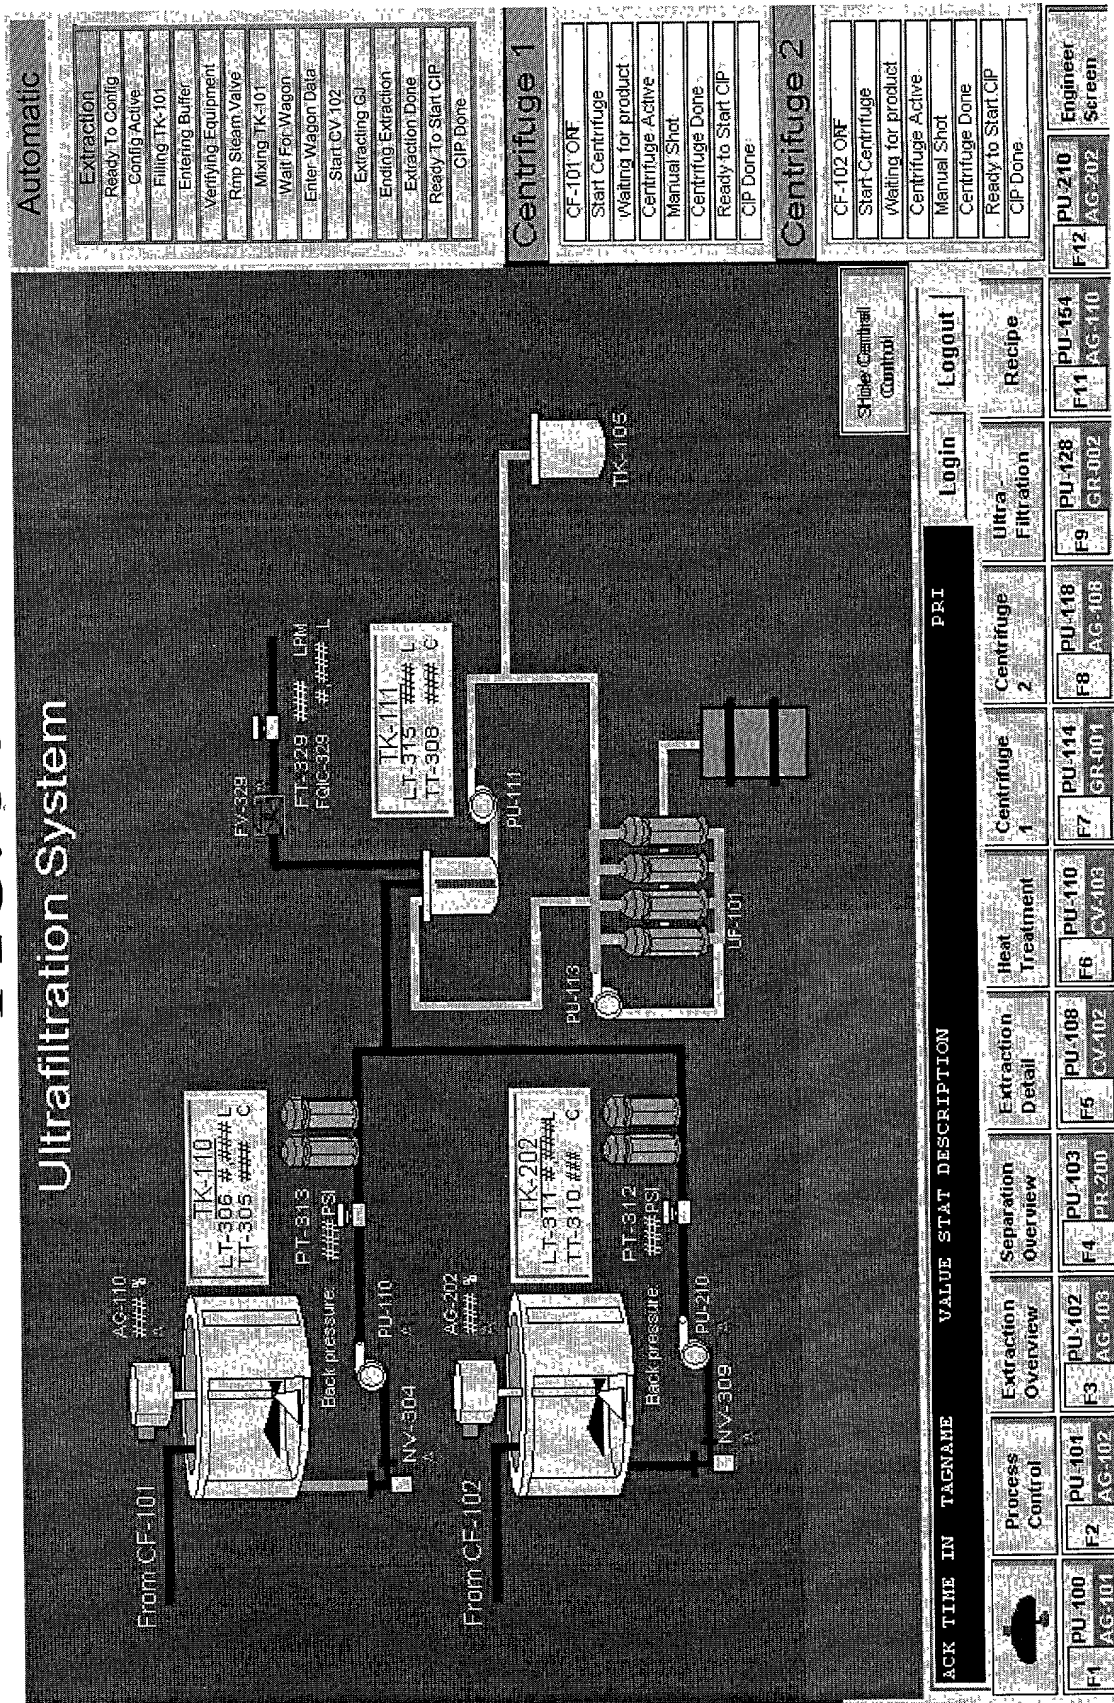 Ultrafiltration System
Automatic
Extraction
Ready To Config
Config Active
Filling TK-101
Entering Buffer
Verifying Equipment
Rmp Steam Valve
Mixing TK-101
Wait For Wagon
Enter Wagon Data
Start CV-102
Extracting GJ
Ending Extraction
Extraction Done
Ready To Start CIP
CIP Done
Centrifuge 1
CF-101 Off
Start Centrifuge
Waiting for product
Centrifuge Active
Manual Shot
Centrifuge Done
Ready to Start CIP
CIP Done
Centrifuge 2
Start Centrifuge
Waiting for product
Centrifuge Active
Manual Shot
Centrifuge Done
Ready to Start CIP
CIP Done
From CF-101
AG-110
### %
A
TK-110
LT-306 #,### L
TT-305 ### C
PT-313
### PSI
Back pressure:
PU-110
A
NV-304
A
From CF-102
AG-202
### %
A
TK-202
LT-311 #,### L
TT-310 ### C
PT-312
### PSI
Back pressure:
PU-210
A
NV-309
A
FV-329
FT-329 ### LPM
FQIC-329 #,### L
TK-111
LT-315 ### L
TT-308 ### C
PU-111
PU-113
UF-101
TK-105
Control
ACK TIME IN TAGNAME VALUE STAT DESCRIPTION PRI
Login
Logout
Process Control
Extraction Overview
Separation Overview
Extraction Detail
Heat Treatment
Centrifuge 1
Centrifuge 2
Ultra-Filtration
Recipe
F1 PU-100 AG-101
F2 PU-101 AG-102
F3 PU-102 AG-103
F4 PU-103 PR-200
F5 PU-108 CV-102
F6 PU-110 CV-103
F7 PU-114 GR-001
F8 PU-118 AG-108
F9 PU-128 GR-002
F11 PU-154 AG-110
F12 PU-210 AG-202
Engineer Screen